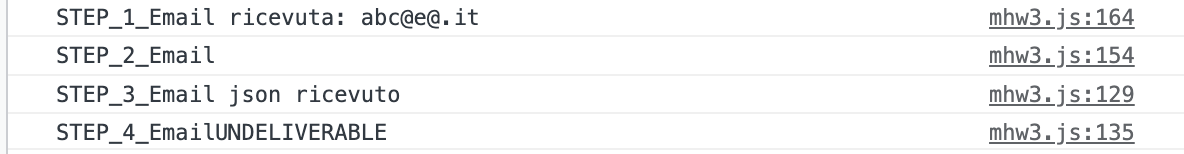 STEP_1_Email ricevuta: abc@e@.it mhw3.js:164
STEP_2_Email mhw3.js:154
STEP_3_Email json ricevuto mhw3.js:129
STEP_4_EmailUNDELIVERABLE mhw3.js:135